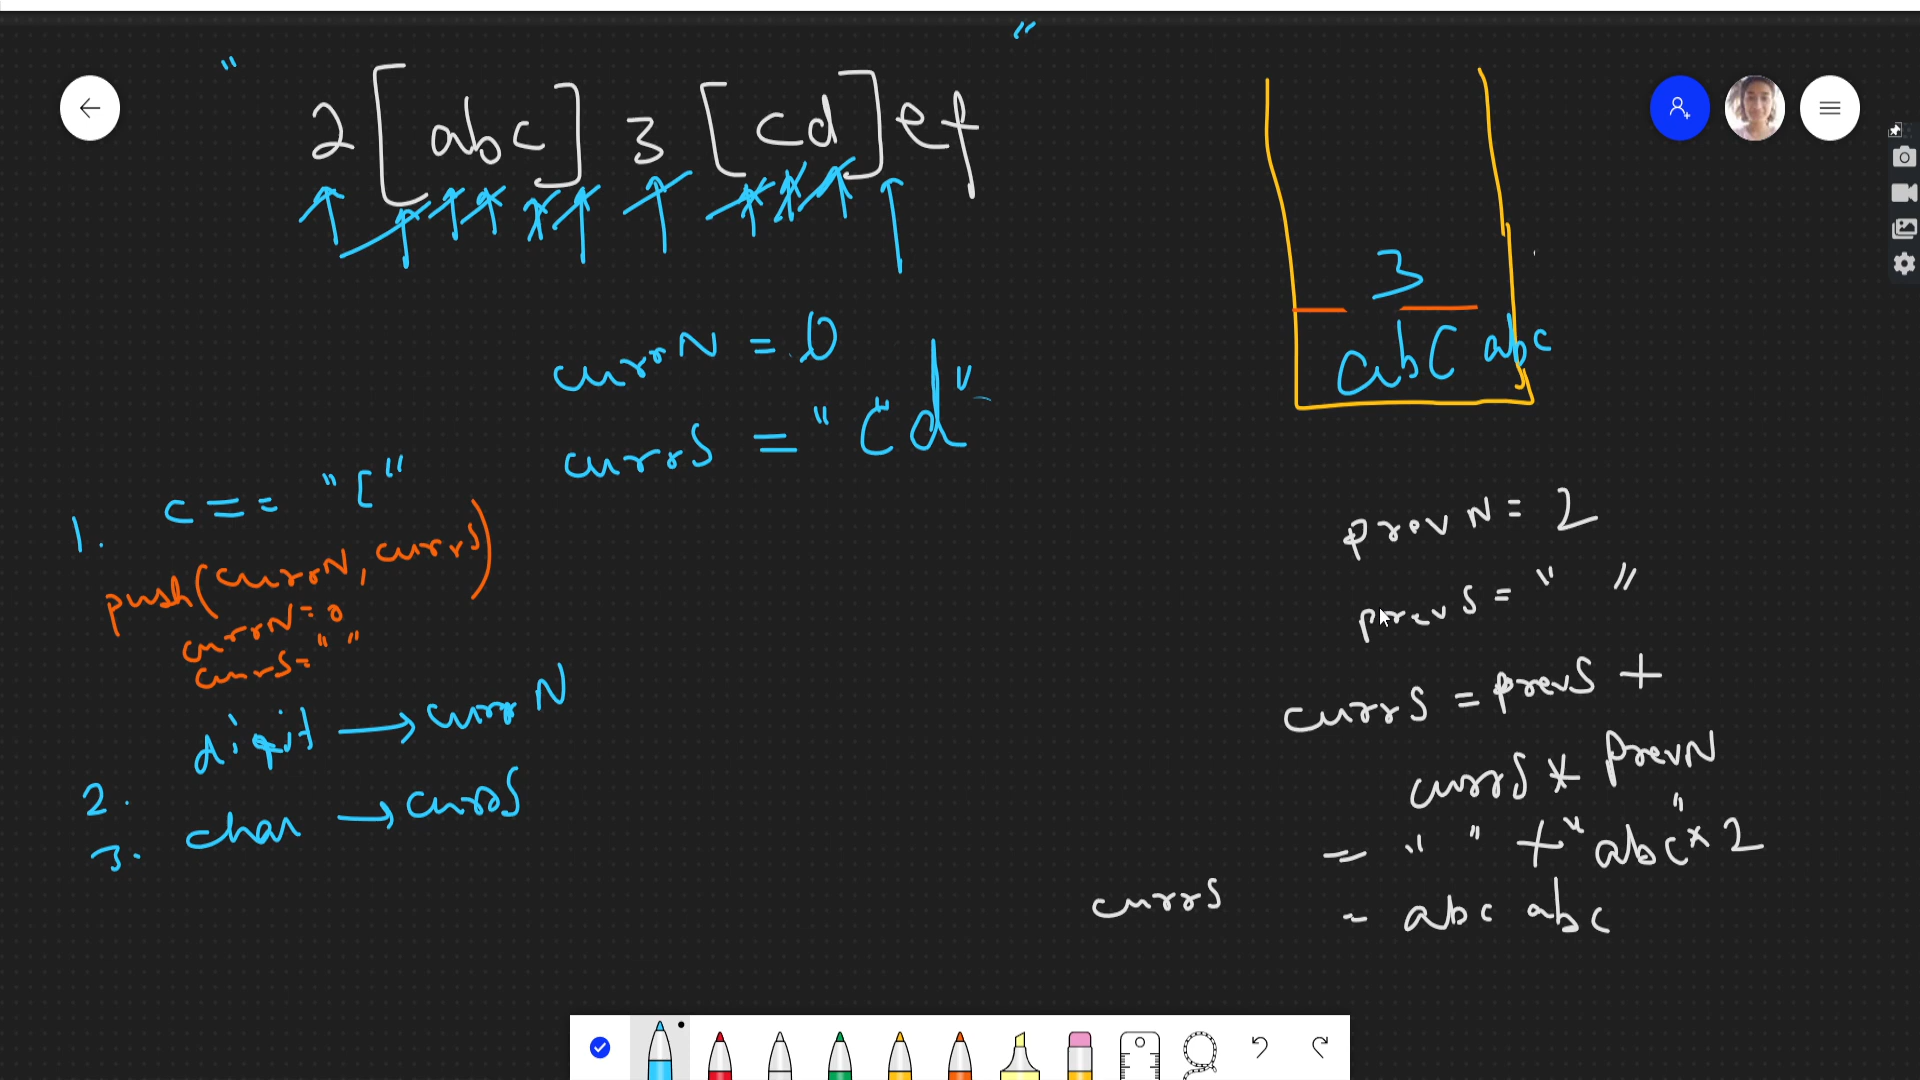 " "
2[abc]3[cd]ef
currN = 0
currS = "cd"
1. c == "["
push(currN, currS)
currN = 0
currS = " "
2. digit → currN
3. char → currS
3
abc abc
prevN = 2
prevS = " "
currS = prevS +
currS * prevN
= " " + "abc" * 2
currS = abc abc